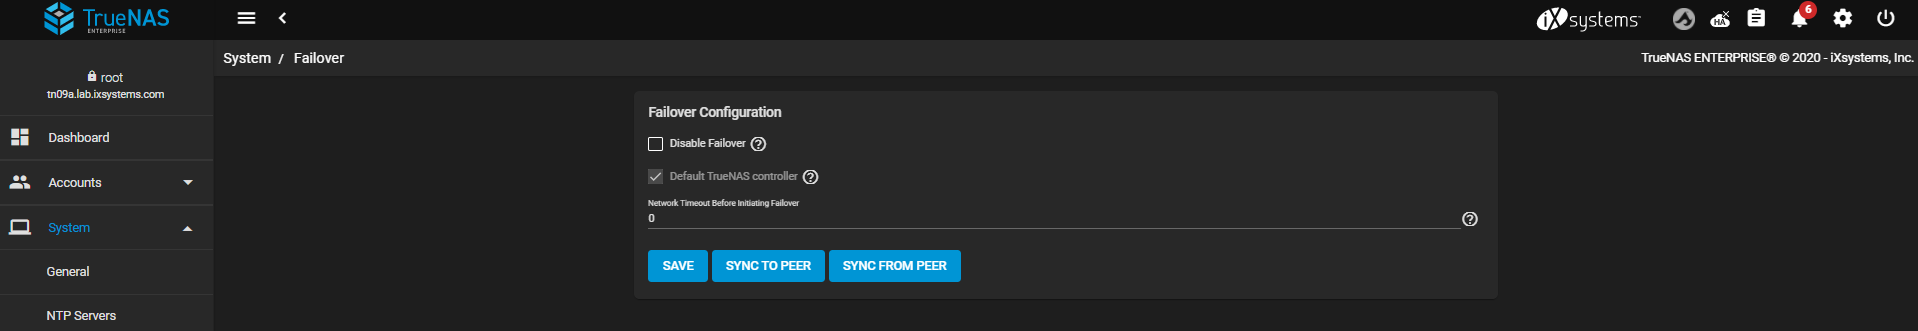 TrueNAS
ENTERPRISE
iXsystems™
HA
6
root
tn09a.lab.ixsystems.com
System / Failover
TrueNAS ENTERPRISE® © 2020 - iXsystems, Inc.
Dashboard
Accounts
System
General
NTP Servers
Failover Configuration
Disable Failover
Default TrueNAS controller
Network Timeout Before Initiating Failover
0
SAVE
SYNC TO PEER
SYNC FROM PEER